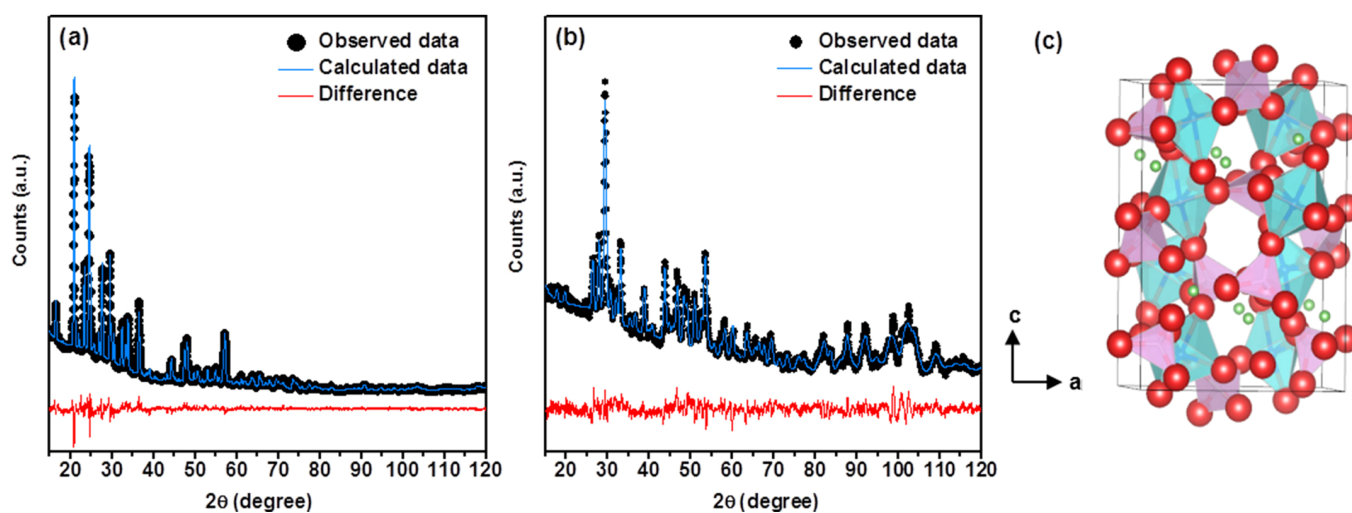 (a)
Observed data
Calculated data
Difference
Counts (a.u.)
20 30 40 50 60 70 80 90 100 110 120
2θ (degree)
(b)
Observed data
Calculated data
Difference
Counts (a.u.)
20 30 40 50 60 70 80 90 100 110 120
2θ (degree)
(c)
c
a